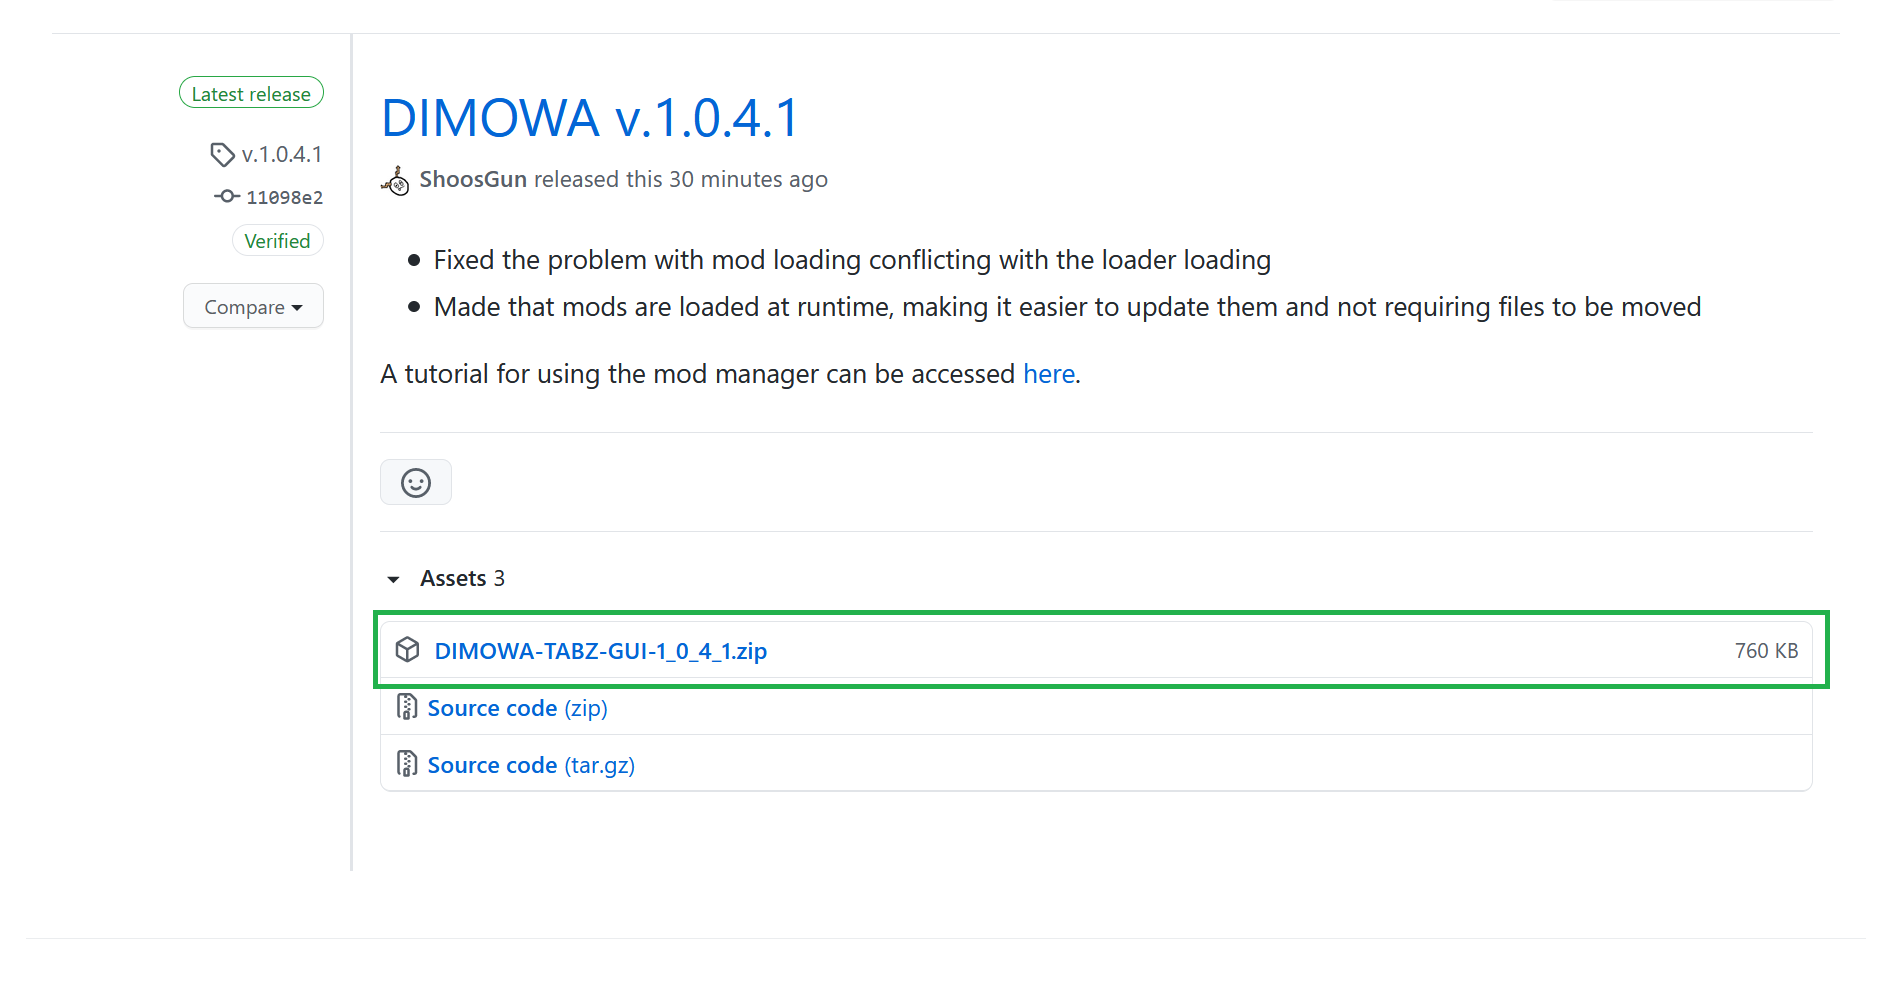 Latest release
v.1.0.4.1
11098e2
Verified
Compare
DIMOWA v.1.0.4.1
ShoosGun released this 30 minutes ago
Fixed the problem with mod loading conflicting with the loader loading
Made that mods are loaded at runtime, making it easier to update them and not requiring files to be moved
A tutorial for using the mod manager can be accessed here.
Assets 3
DIMOWA-TABZ-GUI-1_0_4_1.zip 760 KB
Source code (zip)
Source code (tar.gz)